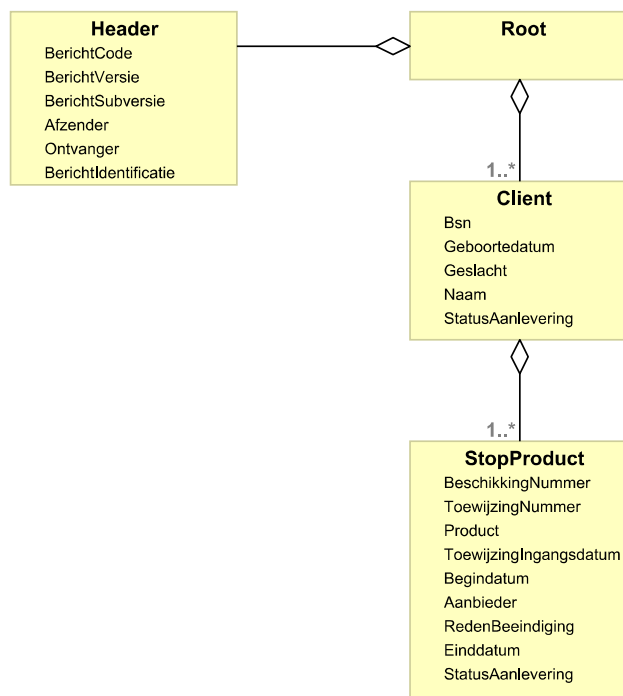 Header
BerichtCode
BerichtVersie
BerichtSubversie
Afzender
Ontvanger
BerichtIdentificatie
Root
1..*
Client
Bsn
Geboortedatum
Geslacht
Naam
StatusAanlevering
1..*
StopProduct
BeschikkingNummer
ToewijzingNummer
Product
ToewijzingIngangsdatum
Begindatum
Aanbieder
RedenBeeindiging
Einddatum
StatusAanlevering